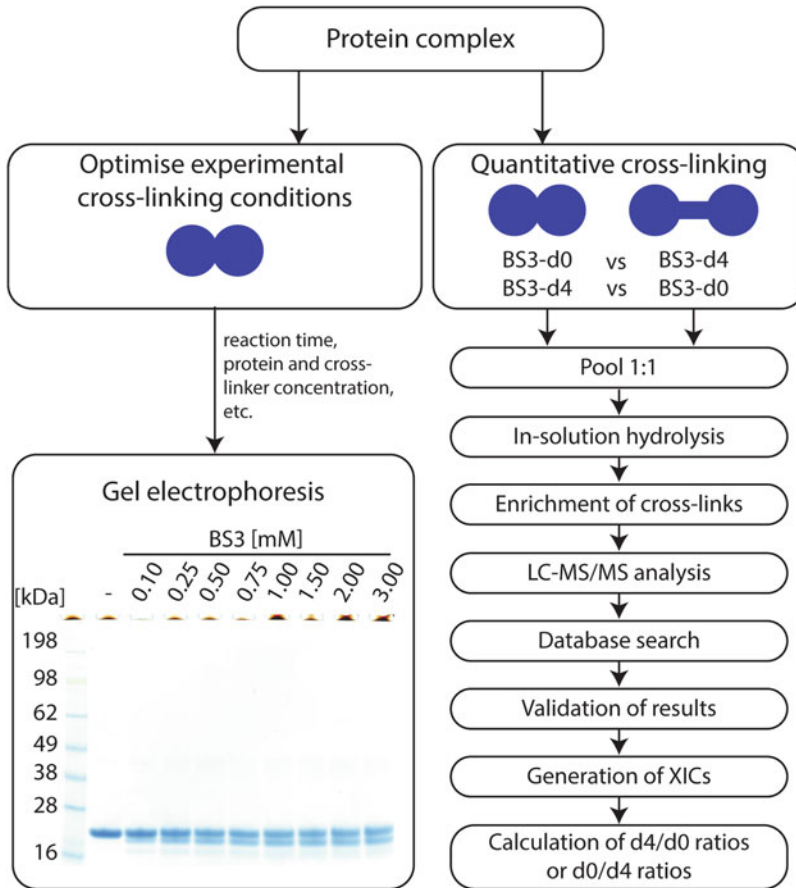 Protein complex
Optimise experimental
cross-linking conditions
reaction time,
protein and cross-
linker concentration,
etc.
Gel electrophoresis
BS3 [mM]
[kDa] - 0.10 0.25 0.50 0.75 1.00 1.50 2.00 3.00
198
98
62
49
38
28
16
Quantitative cross-linking
BS3-d0 vs BS3-d4
BS3-d4 vs BS3-d0
Pool 1:1
In-solution hydrolysis
Enrichment of cross-links
LC-MS/MS analysis
Database search
Validation of results
Generation of XICs
Calculation of d4/d0 ratios
or d0/d4 ratios